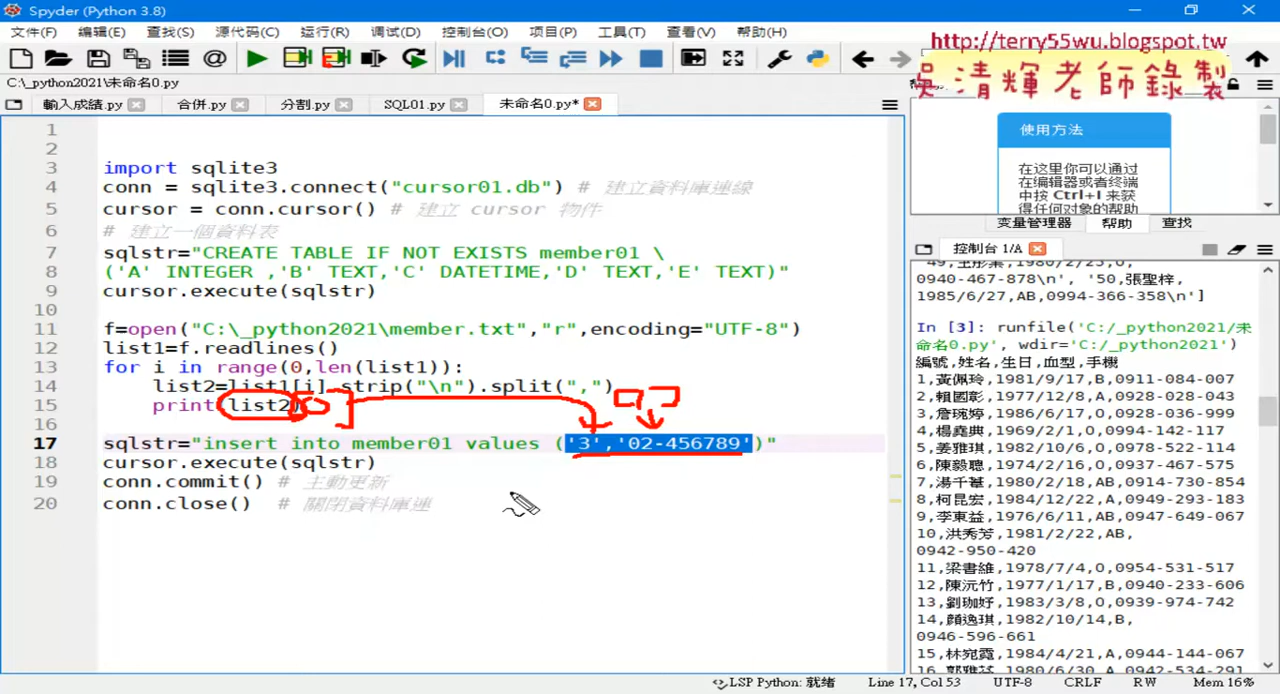 Spyder (Python 3.8)
文件(F) 编辑(E) 查找(S) 源代码(C) 运行(R) 调试(D) 控制台(O) 项目(P) 工具(T) 查看(V) 帮助(H)
http://terry55wu.blogspot.tw
吳清輝老師錄製
C:\_python2021\未命名0.py
輸入成績.py 合併.py 分割.py SQL01.py 未命名0.py*
1
2
3 import sqlite3
4 conn = sqlite3.connect("cursor01.db") # 建立資料庫連線
5 cursor = conn.cursor() # 建立 cursor 物件
6 # 建立一個資料表
7 sqlstr="CREATE TABLE IF NOT EXISTS member01 \
8 ('A' INTEGER ,'B' TEXT,'C' DATETIME,'D' TEXT,'E' TEXT)"
9 cursor.execute(sqlstr)
10
11 f=open("C:\_python2021\member.txt","r",encoding="UTF-8")
12 list1=f.readlines()
13 for i in range(0,len(list1)):
14 list2=list1[i].strip("\n").split(",")
15 print(list2)
16
17 sqlstr="insert into member01 values ('3','02-456789')"
18 cursor.execute(sqlstr)
19 conn.commit() # 主動更新
20 conn.close() # 關閉資料庫連
使用方法
在这里你可以通过
在编辑器或者终端
中按 Ctrl+I 来获
得任何对象的帮助
变量管理器 帮助 查找
控制台 1/A
0940-467-878\n', '50,張聖梓,
1985/6/27,AB,0994-366-358\n']
In [3]: runfile('C:/_python2021/未
命名0.py', wdir='C:/_python2021')
編號,姓名,生日,血型,手機
1,黃佩玲,1981/9/17,B,0911-084-007
2,賴國彰,1977/12/8,A,0928-028-043
3,詹琬婷,1986/6/17,O,0928-036-999
4,楊堯典,1969/2/1,O,0994-142-117
5,姜雅琪,1982/10/6,O,0978-522-114
6,陳毅聰,1974/2/16,O,0937-467-575
7,湯千蕙,1980/2/18,AB,0914-730-854
8,柯昆宏,1984/12/22,A,0949-293-183
9,李東益,1976/6/11,AB,0947-649-067
10,洪秀芳,1981/2/22,AB,
0942-950-420
11,梁書維,1978/7/4,O,0954-531-517
12,陳沅竹,1977/1/17,B,0940-233-606
13,劉珈妤,1983/3/8,O,0939-974-742
14,顏逸琪,1982/10/14,B,
0946-596-661
15,林宛霓,1984/4/21,A,0944-144-067
LSP Python: 就绪 Line 17, Col 53 UTF-8 CRLF RW Mem 16%